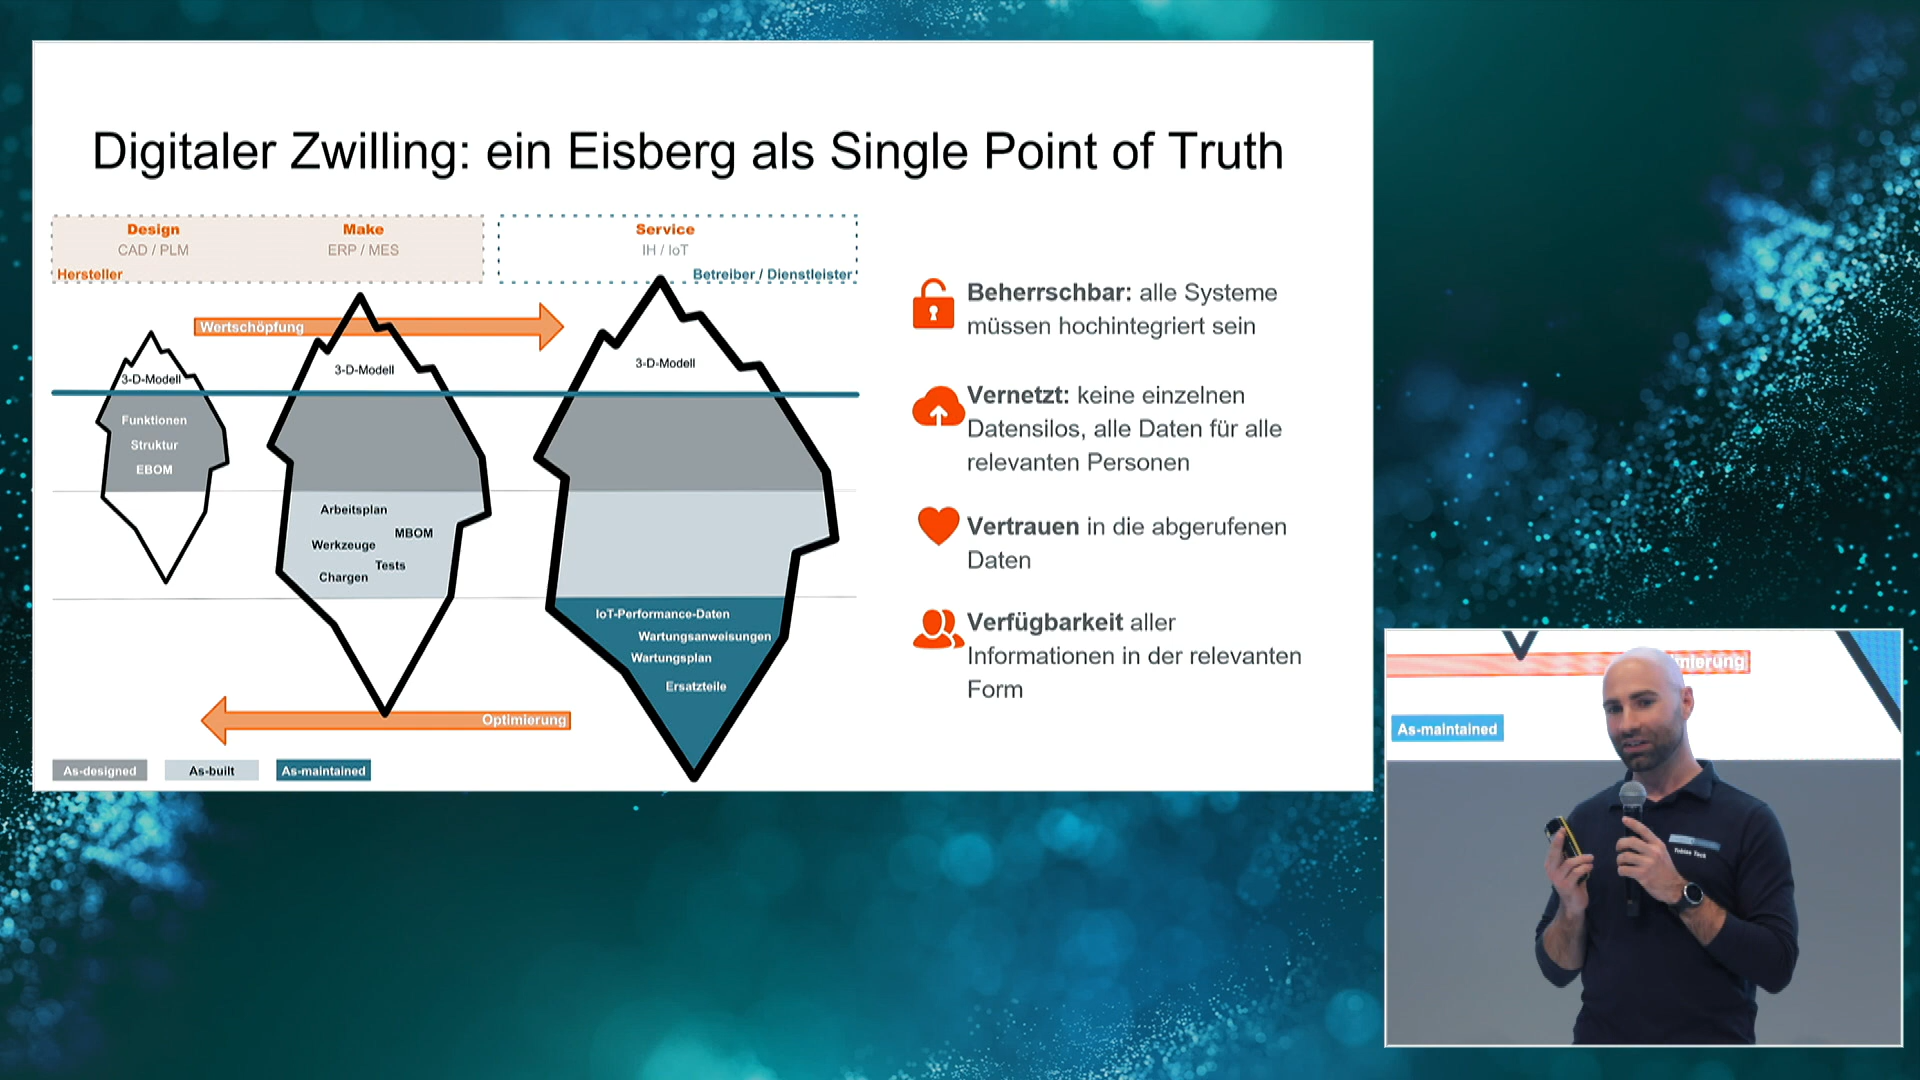 Digitaler Zwilling: ein Eisberg als Single Point of Truth
Design
CAD / PLM
Make
ERP / MES
Hersteller
Service
IH / IoT
Betreiber / Dienstleister
Wertschöpfung
3-D-Modell
3-D-Modell
3-D-Modell
Funktionen
Struktur
EBOM
Arbeitsplan
MBOM
Werkzeuge
Tests
Chargen
IoT-Performance-Daten
Wartungsanweisungen
Wartungsplan
Ersatzteile
Optimierung
As-designed
As-built
As-maintained
Beherrschbar: alle Systeme
müssen hochintegriert sein
Vernetzt: keine einzelnen
Datensilos, alle Daten für alle
relevanten Personen
Vertrauen in die abgerufenen
Daten
Verfügbarkeit aller
Informationen in der relevanten
Form
mierung
As-maintained
Tobias Teck